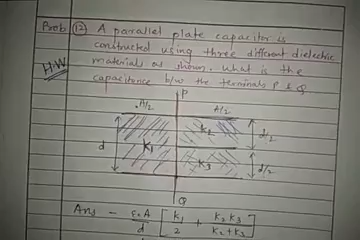 Prob (12) A parallel plate capacitor is
constructed using three different dielectric
H.W materials as shown. What is the
capacitance b/w the terminals P & Q
P
A/2 A/2
K2 d/2
d K1
K3 d/2
Q
Ans - ε₀A/d [K1/2 + K2K3/K2+K3]